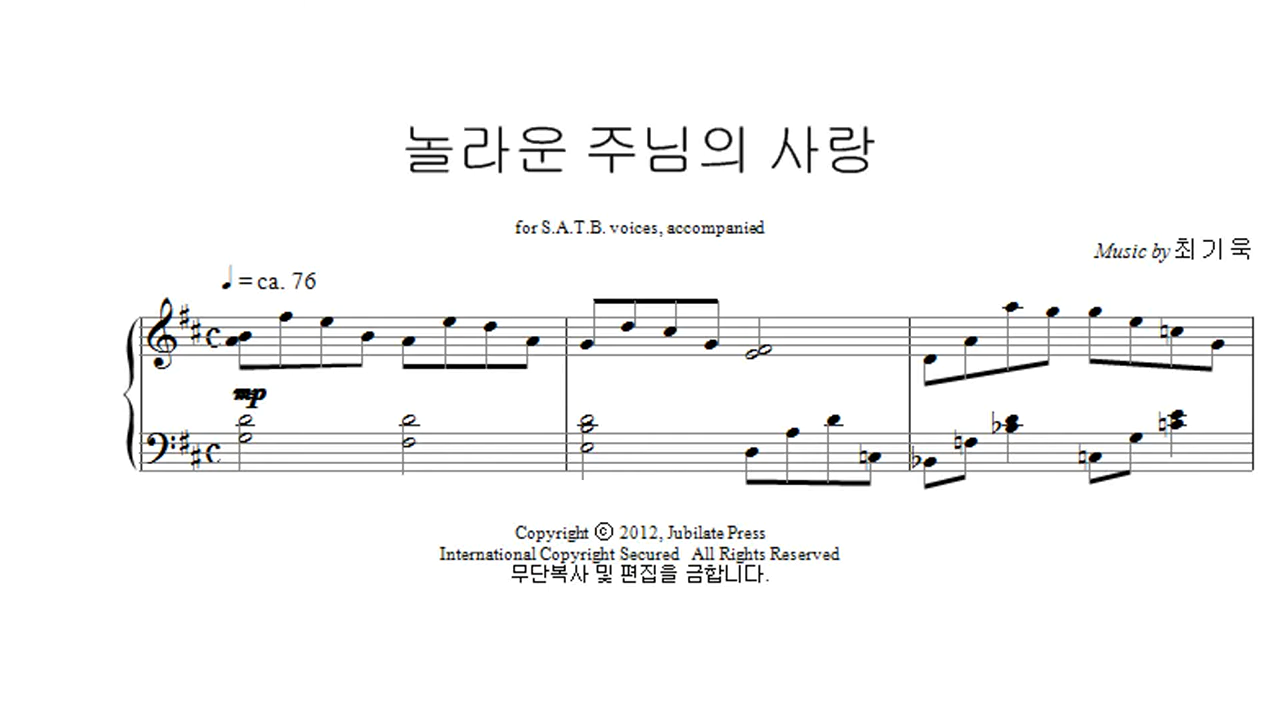 놀라운 주님의 사랑
for S.A.T.B. voices, accompanied
Music by 최 기 욱
♩ = ca. 76
mp
Copyright ⓒ 2012, Jubilate Press
International Copyright Secured All Rights Reserved
무단복사 및 편집을 금합니다.